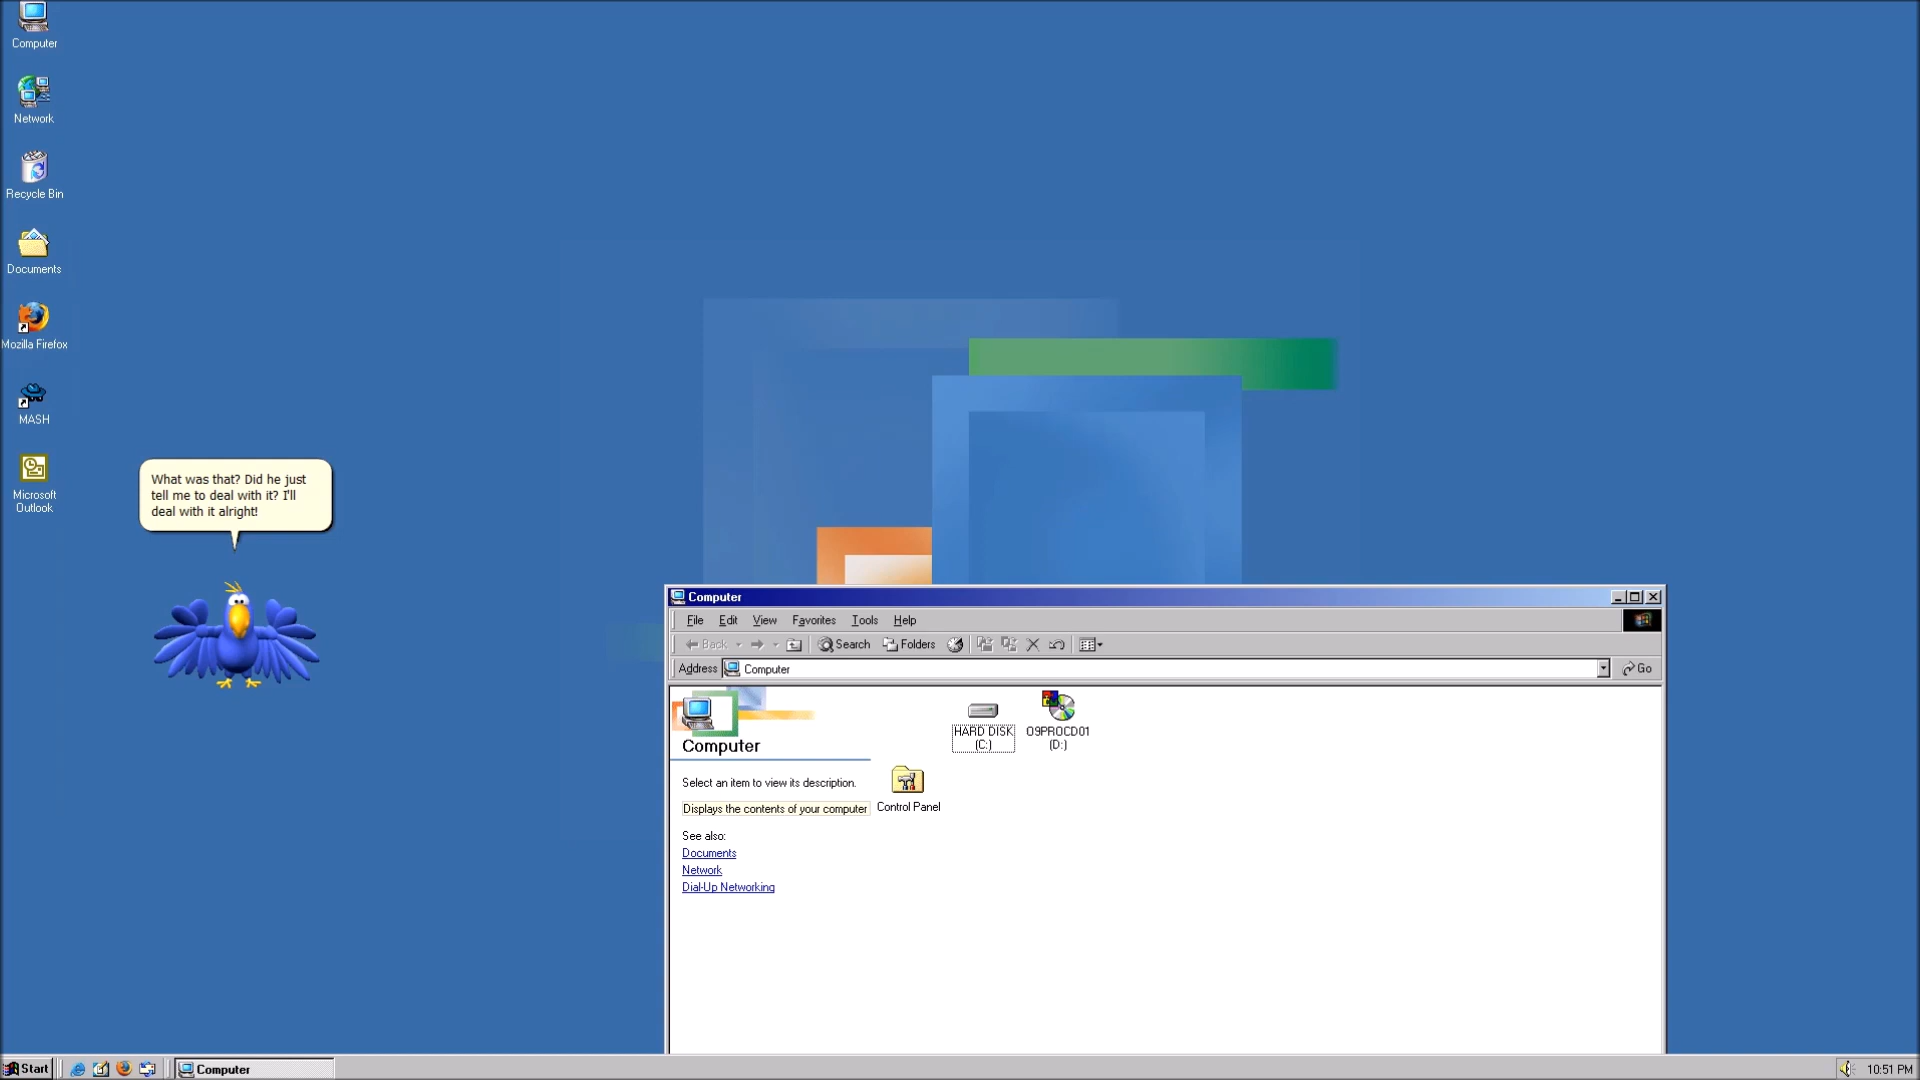 Computer
Network
Recycle Bin
Documents
Mozilla Firefox
MASH
Microsoft
Outlook
What was that? Did he just
tell me to deal with it? I'll
deal with it alright!
Computer
File Edit View Favorites Tools Help
Back Search Folders
Address Computer Go
Computer
Select an item to view its description.
Displays the contents of your computer
See also:
Documents
Network
Dial-Up Networking
HARD DISK
(C:)
O9PROCD01
(D:)
Control Panel
Start Computer 10:51 PM